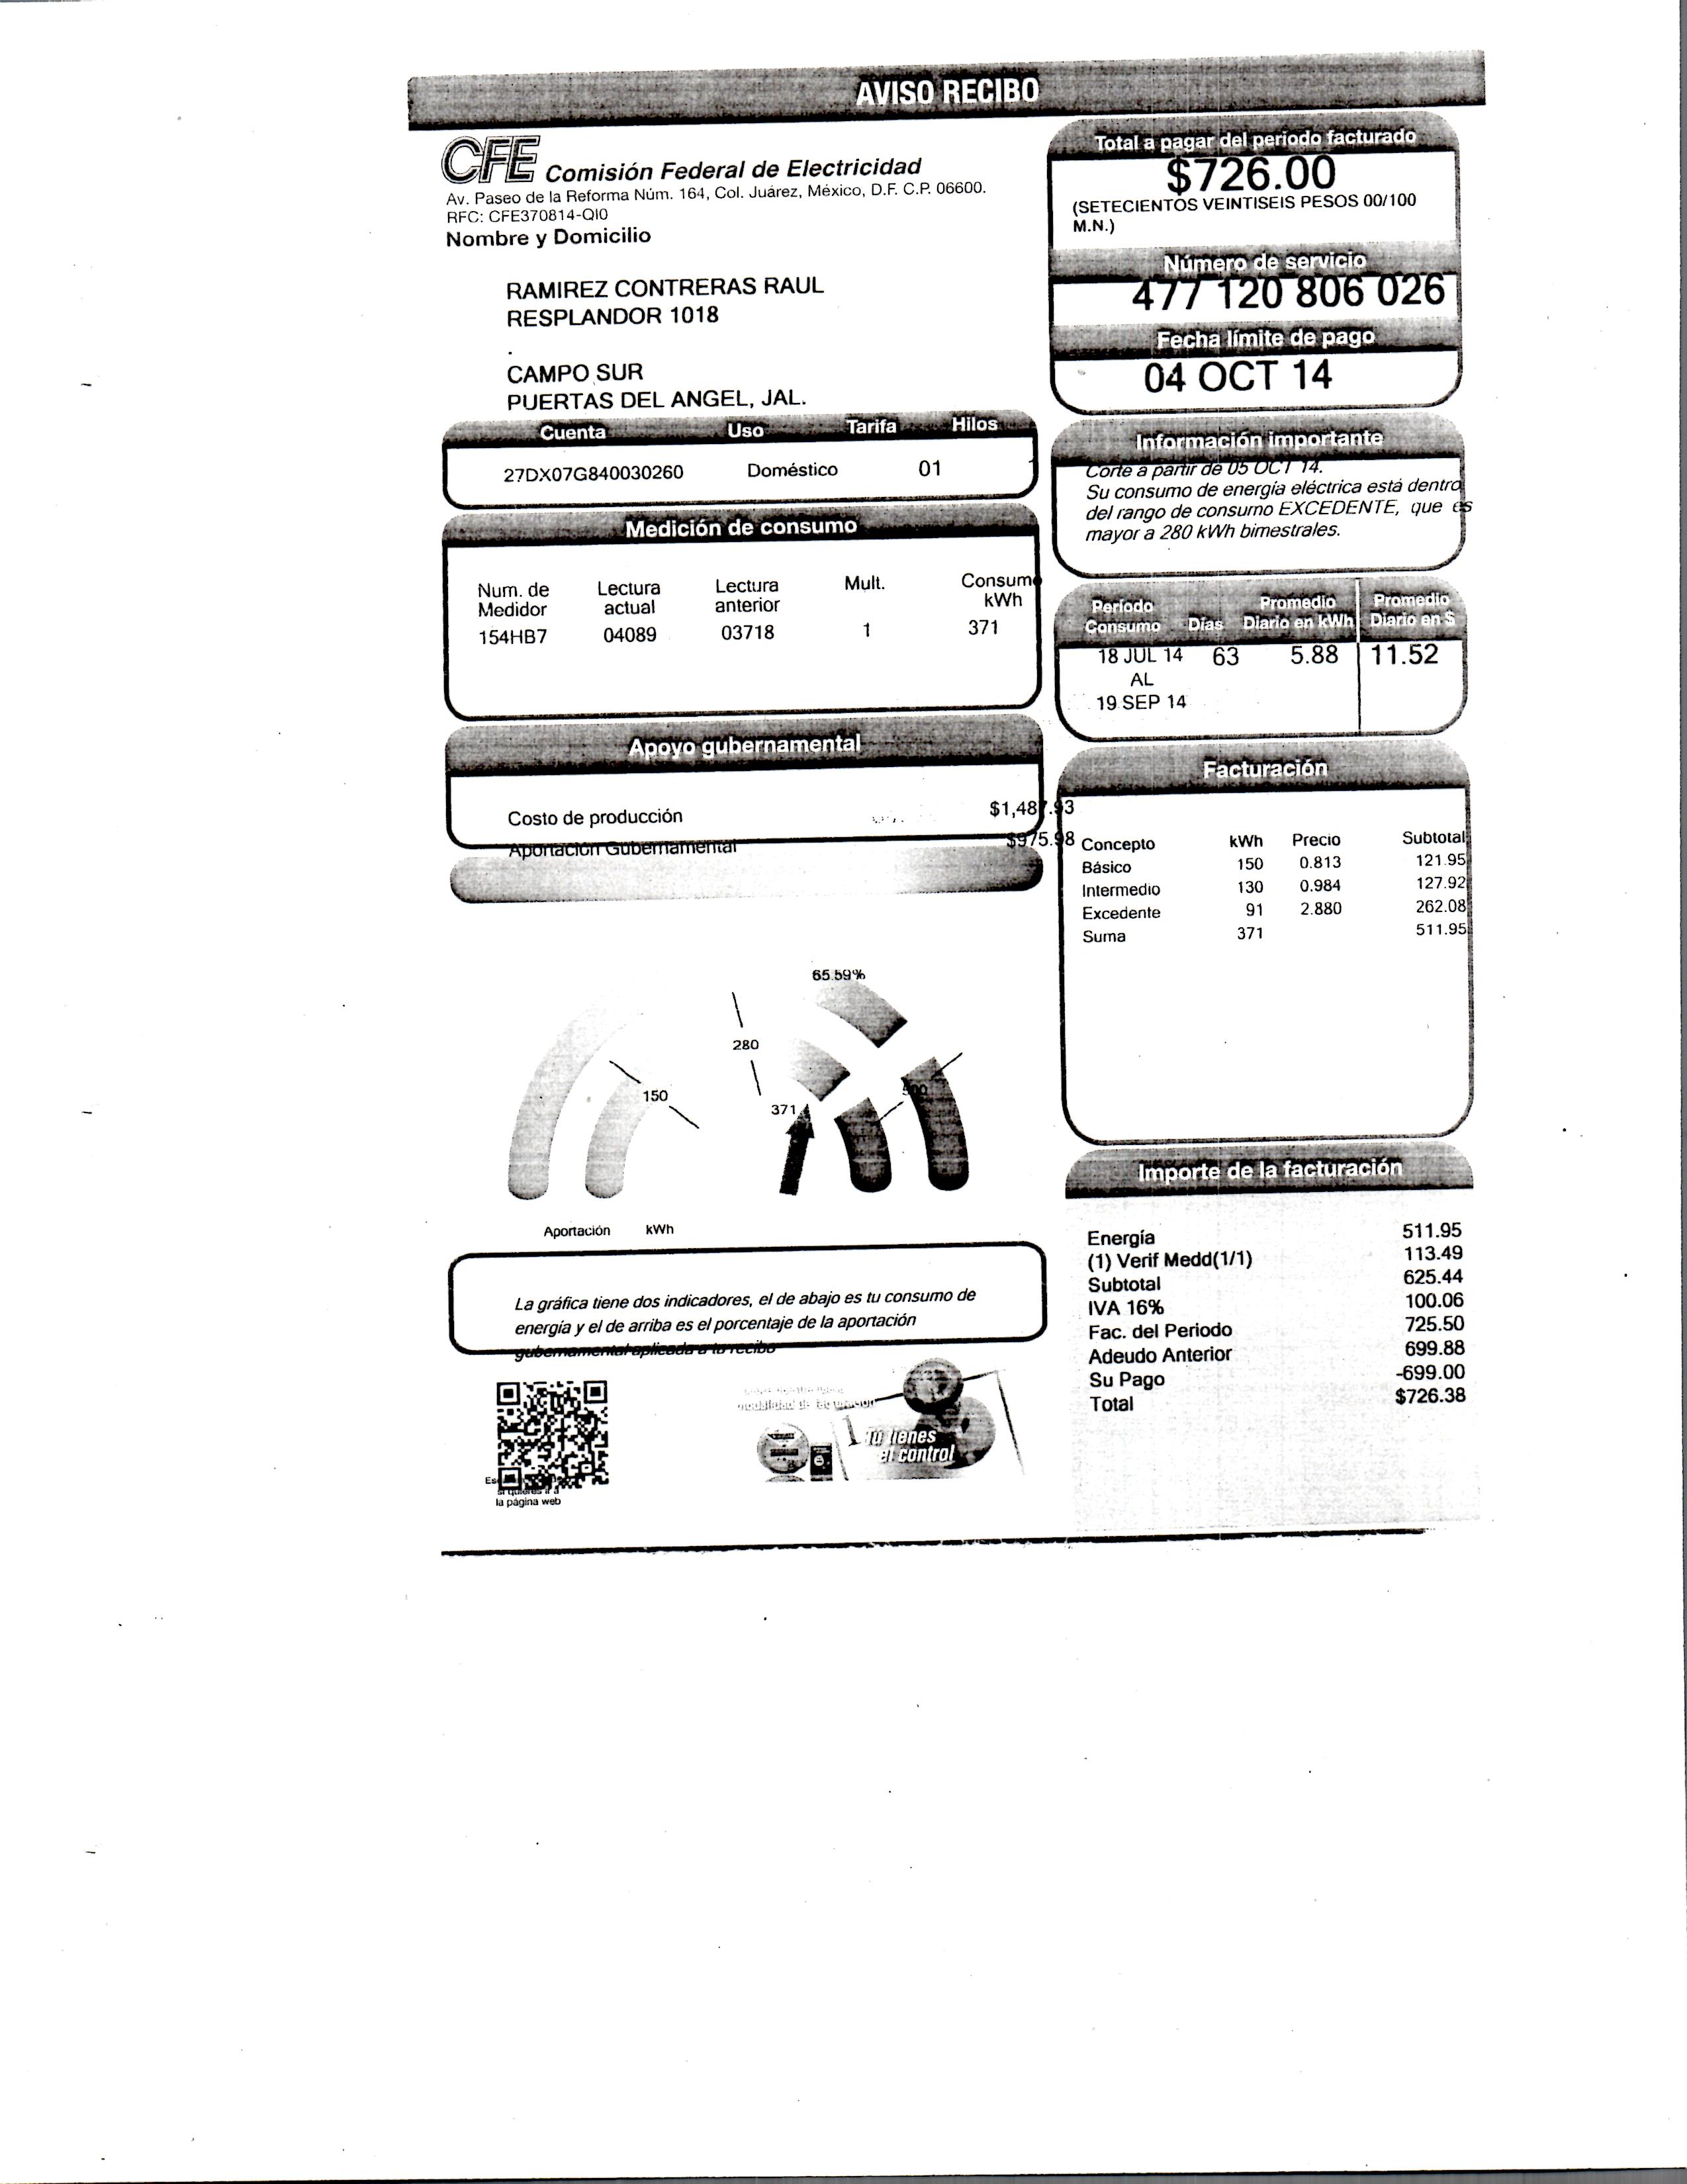 AVISO RECIBO
CFE Comisión Federal de Electricidad
Av. Paseo de la Reforma Núm. 164, Col. Juárez, México, D.F. C.P. 06600.
RFC: CFE370814-QI0
Nombre y Domicilio
RAMIREZ CONTRERAS RAUL
RESPLANDOR 1018
.
CAMPO SUR
PUERTAS DEL ANGEL, JAL.
Total a pagar del periodo facturado
$726.00
(SETECIENTOS VEINTISEIS PESOS 00/100
M.N.)
Número de servicio
477 120 806 026
Fecha límite de pago
04 OCT 14
Cuenta Uso Tarifa Hilos
27DX07G840030260 Doméstico 01
Información importante
Corte a partir de 05 OCT 14.
Su consumo de energía eléctrica está dentro
del rango de consumo EXCEDENTE, que es
mayor a 280 kWh bimestrales.
Medición de consumo
Num. de Medidor Lectura actual Lectura anterior Mult. Consumo kWh
154HB7 04089 03718 1 371
Periodo Consumo Días Promedio Diario en kWh Promedio Diario en $
18 JUL 14 63 5.88 11.52
AL
19 SEP 14
Apoyo gubernamental
Costo de producción $1,487.93
Aportación Gubernamental $975.98
Facturación
Concepto kWh Precio Subtotal
Básico 150 0.813 121.95
Intermedio 130 0.984 127.92
Excedente 91 2.880 262.08
Suma 371 511.95
65.59%
280
150
371
Aportación kWh
La gráfica tiene dos indicadores, el de abajo es tu consumo de
energía y el de arriba es el porcentaje de la aportación
gubernamental aplicada a tu recibo
Importe de la facturación
Energía 511.95
(1) Verif Medd(1/1) 113.49
Subtotal 625.44
IVA 16% 100.06
Fac. del Periodo 725.50
Adeudo Anterior 699.88
Su Pago -699.00
Total $726.38
si quieres ir a
la página web
modalidad de facturación
Tú tienes
el control